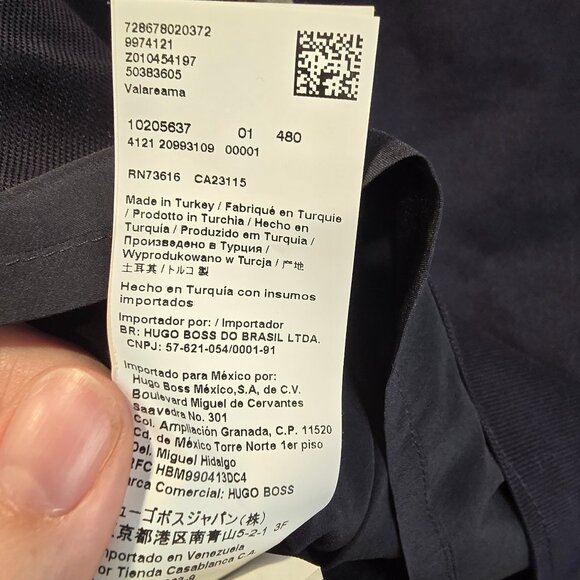 728678020372
9974121
Z010454197
50383605
Valareama
10205637 01 480
4121 20993109 00001
RN73616 CA23115
Made in Turkey / Fabriqué en Turquie
/ Prodotto in Turchia / Hecho en
Turquía / Produzido em Turquia /
Произведено в Турция /
Wyprodukowano w Turcja / 产地
土耳其 / トルコ 製
Hecho en Turquía con insumos
importados
Importador por: / Importador
BR: HUGO BOSS DO BRASIL LTDA.
CNPJ: 57-621-054/0001-91
Importado para México por:
Hugo Boss México,S.A, de C.V.
Boulevard Miguel de Cervantes
Saavedra No. 301
Col. Ampliación Granada, C.P. 11520
Cd. de México Torre Norte 1er piso
Del. Miguel Hidalgo
RFC HBM990413DC4
arca Comercial: HUGO BOSS
ューゴボスジャパン(株)
京都港区南青山5-2-1 3F
mportado en Venezuela
or Tienda Casablanca C.A.